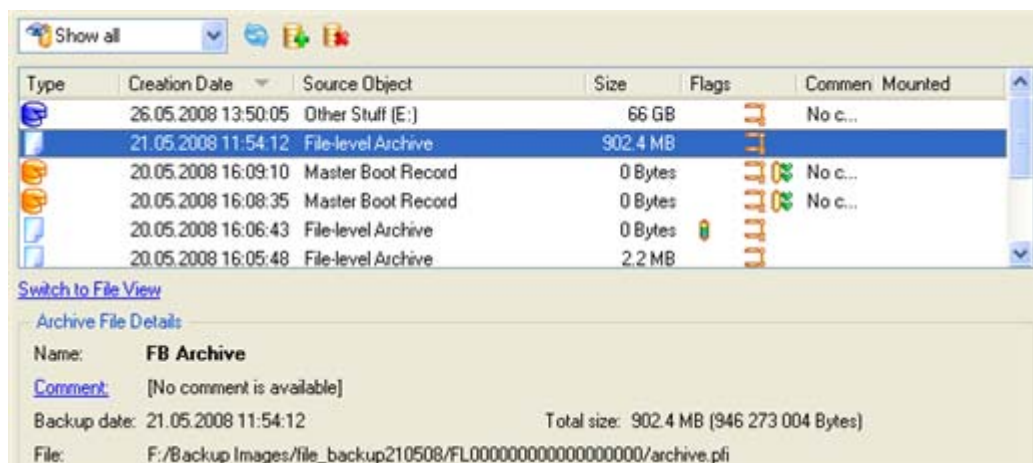 Show all
Type Creation Date Source Object Size Flags Commen Mounted
26.05.2008 13:50:05 Other Stuff (E:) 66 GB No c...
21.05.2008 11:54:12 File-level Archive 902.4 MB
20.05.2008 16:09:10 Master Boot Record 0 Bytes No c...
20.05.2008 16:08:35 Master Boot Record 0 Bytes No c...
20.05.2008 16:06:43 File-level Archive 0 Bytes
20.05.2008 16:05:48 File-level Archive 2.2 MB
Switch to File View
Archive File Details
Name: FB Archive
Comment: [No comment is available]
Backup date: 21.05.2008 11:54:12 Total size: 902.4 MB (946 273 004 Bytes)
File: F:/Backup Images/file_backup210508/FL000000000000000000/archive.pfi